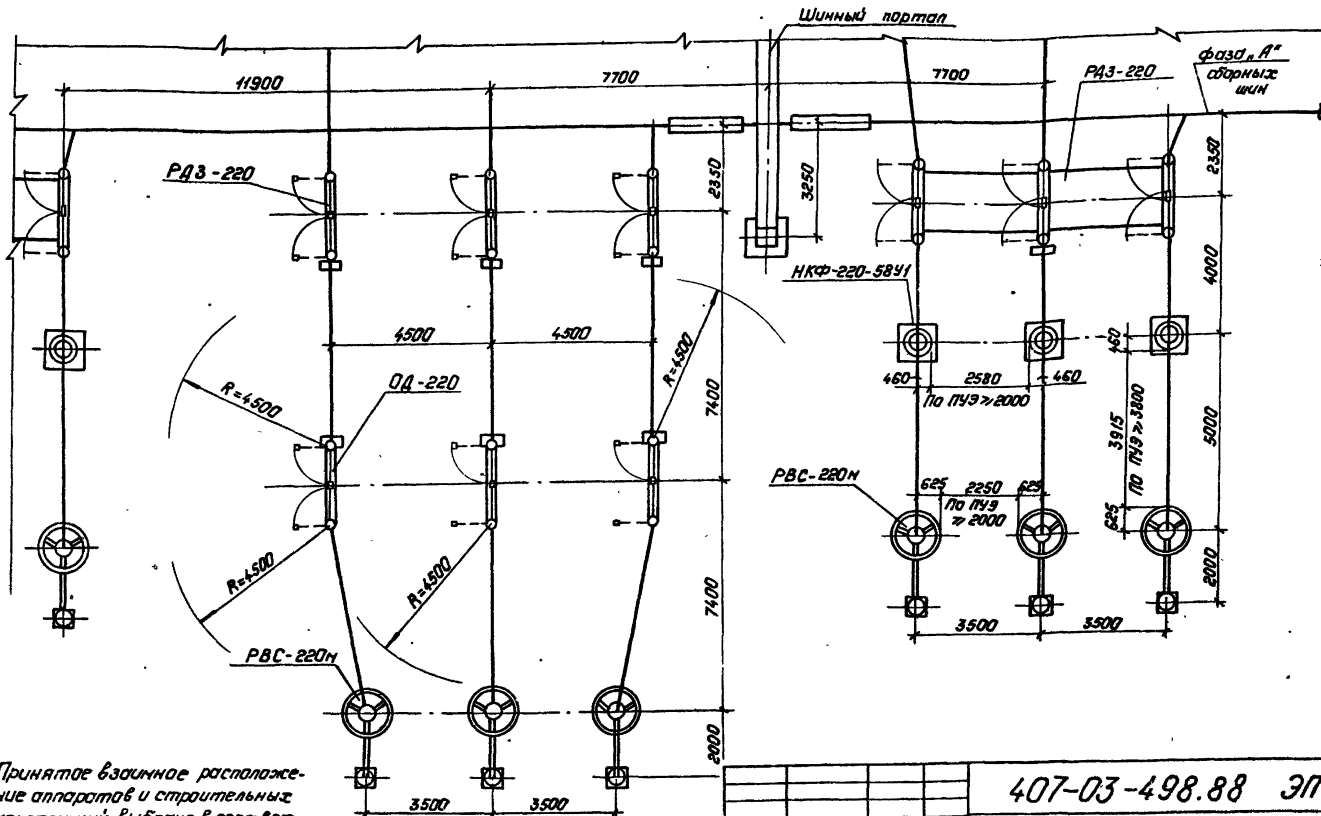 Шинный портал
11900
7700
7700
РДЗ-220
фаза „А"
сборных
шин
РДЗ-220
2350
3250
2350
НКФ-220-58У1
4000
4500
4500
R=4500
460
2580
460
По ПУЭ ≥2000
460
R=4500
ОД-220
7400
3915
По ПУЭ ≥3800
5000
РВС-220м
625
2250
625
По ПУЭ
≥2000
625
R=4500
R=4500
2000
7400
3500
3500
РВС-220м
2000
3500
3500
Принятое взаимное расположе-
ние аппаратов и строительных
407-03-498.88 ЭП